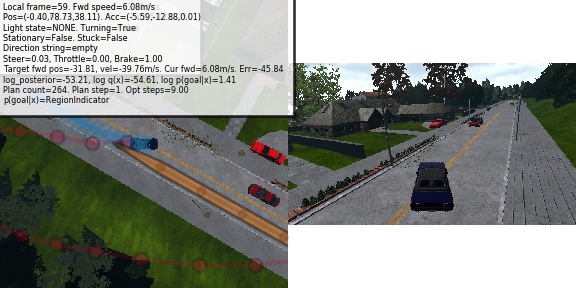 Local frame=59. Fwd speed=6.08m/s
Pos=(-0.40,78.73,38.11). Acc=(-5.59,-12.88,0.01)
Light state=NONE. Turning=True
Stationary=False. Stuck=False
Direction string=empty
Steer=0.03, Throttle=0.00, Brake=1.00
Target fwd pos=-31.81, vel=-39.76m/s. Cur fwd=6.08m/s. Err=-45.84
log_posterior=-53.21, log q(x)=-54.61, log p(goal|x)=1.41
Plan count=264. Plan step=1. Opt steps=9.00
p(goal|x)=RegionIndicator